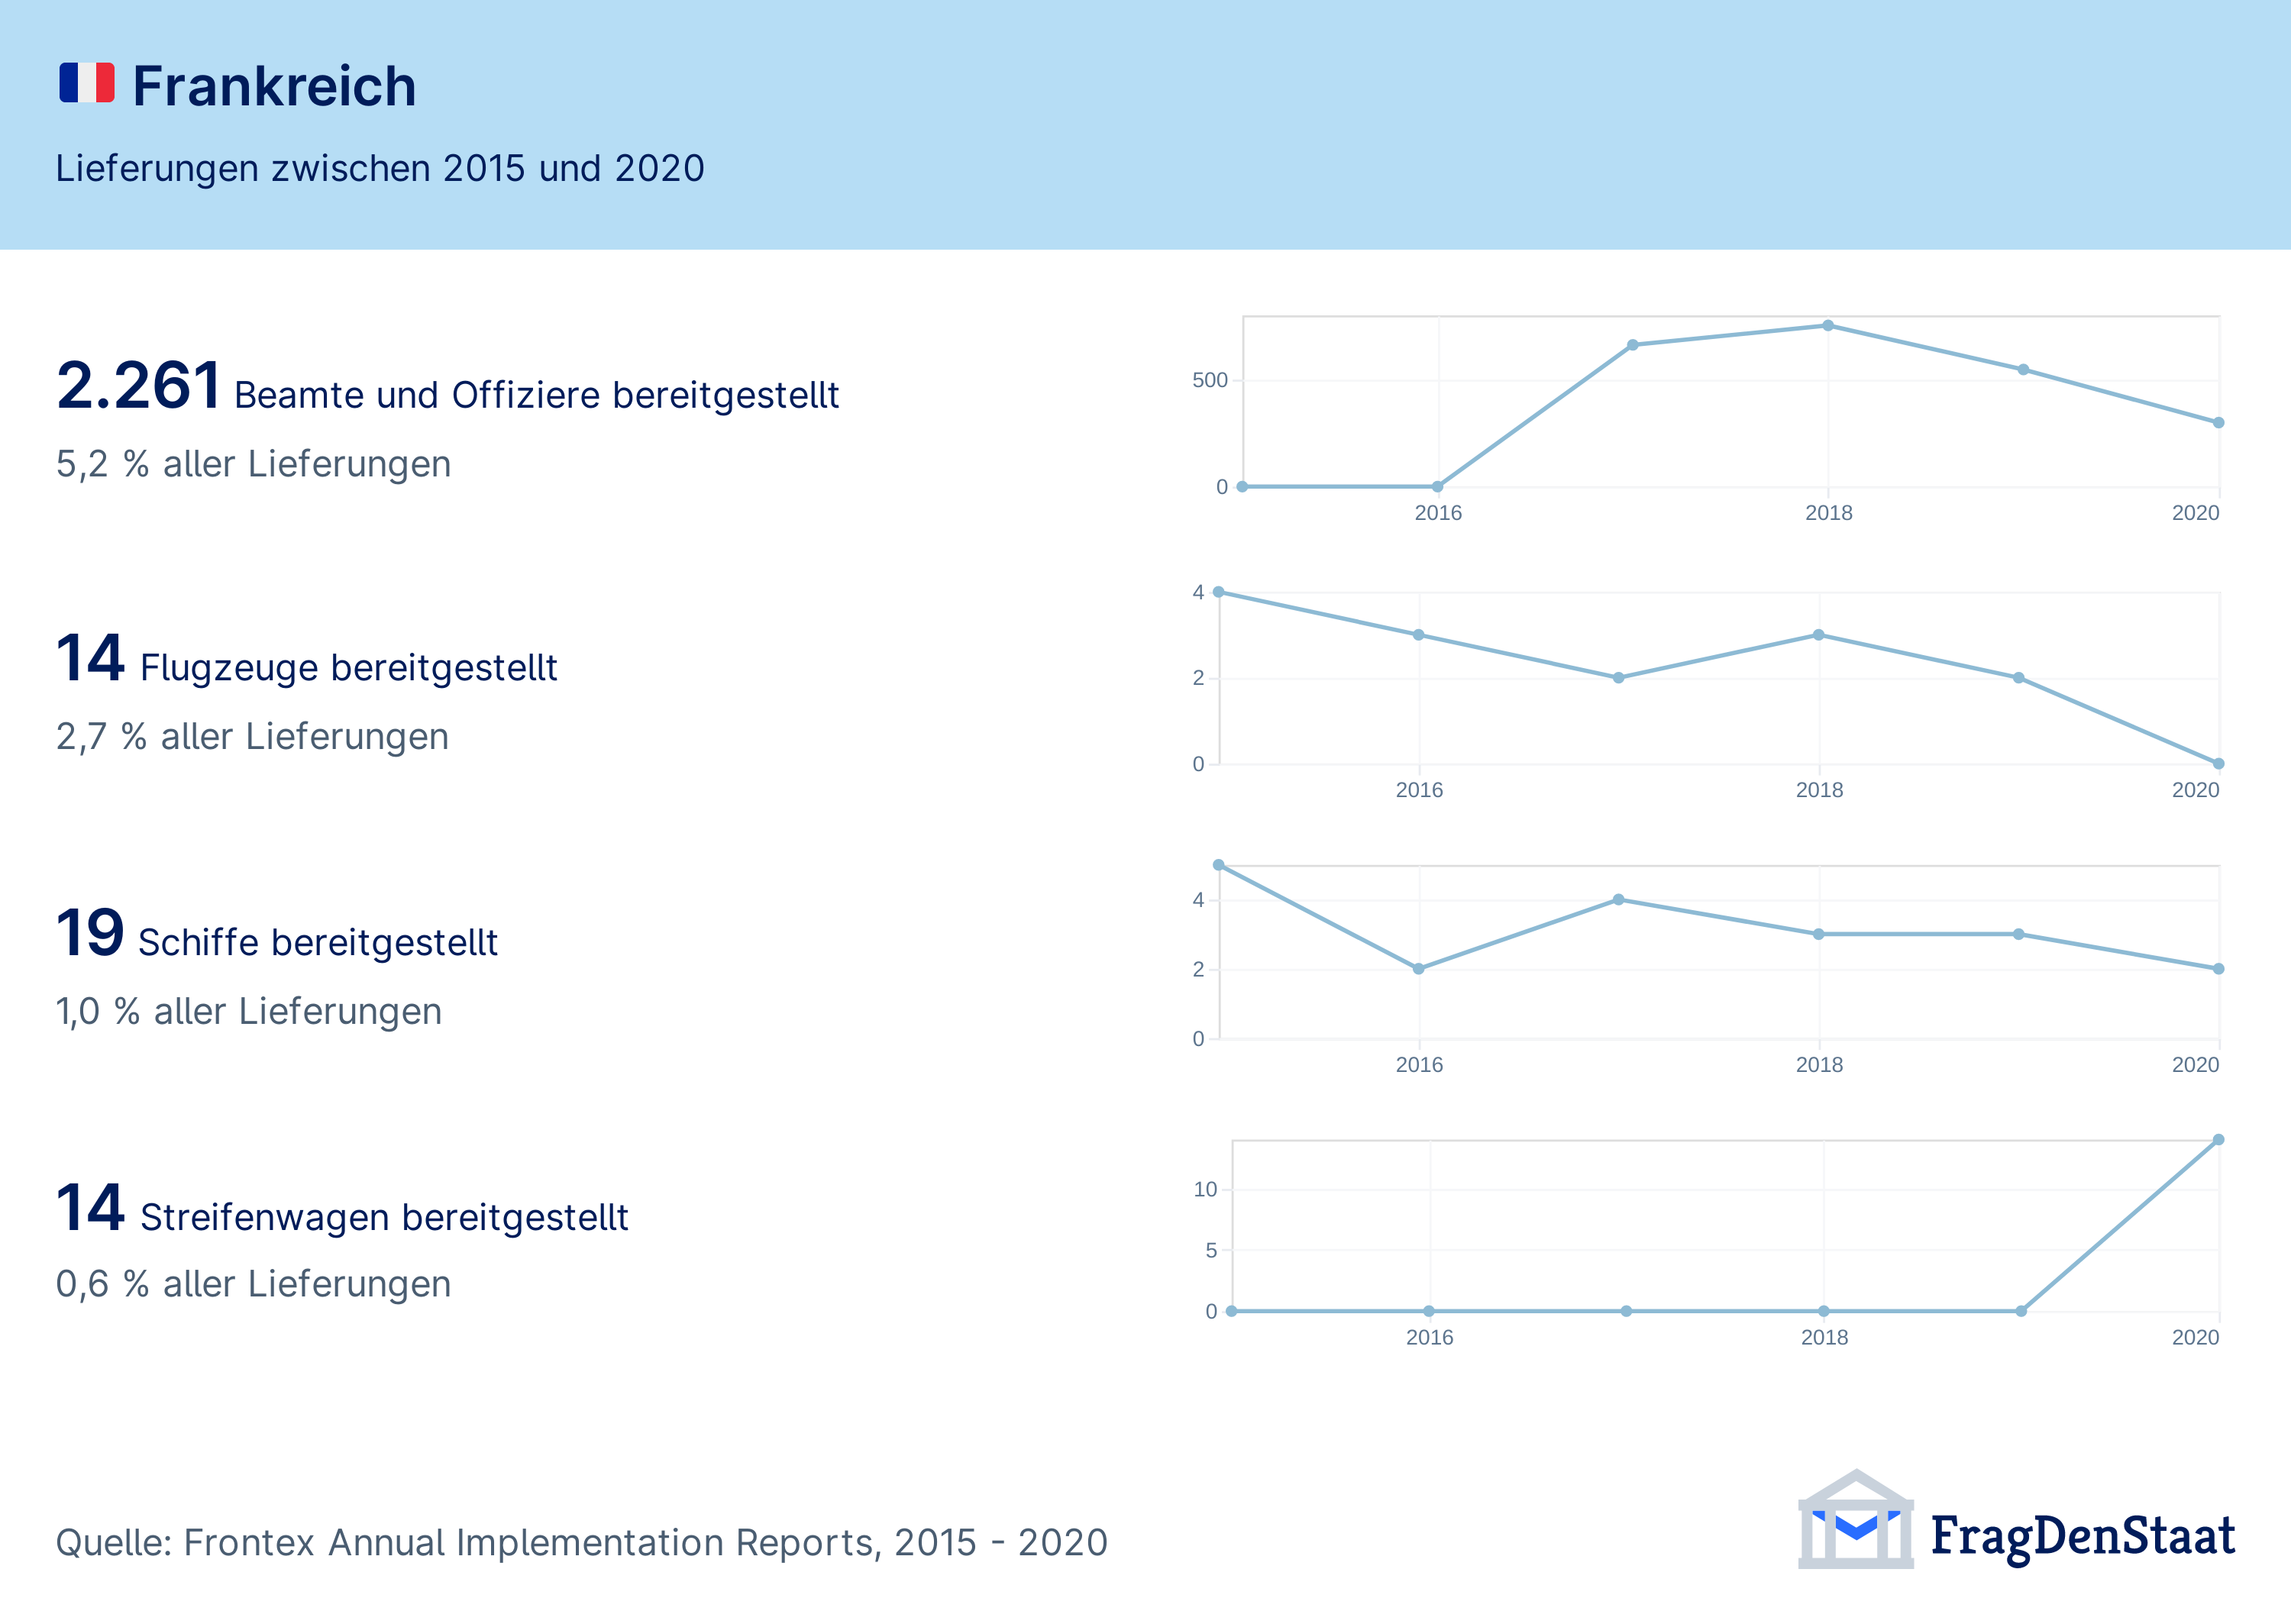 Frankreich
Lieferungen zwischen 2015 und 2020
2.261 Beamte und Offiziere bereitgestellt
5,2 % aller Lieferungen
500
0
2016 2018 2020
14 Flugzeuge bereitgestellt
2,7 % aller Lieferungen
4
2
0
2016 2018 2020
19 Schiffe bereitgestellt
1,0 % aller Lieferungen
4
2
0
2016 2018 2020
14 Streifenwagen bereitgestellt
0,6 % aller Lieferungen
10
5
0
2016 2018 2020
Quelle: Frontex Annual Implementation Reports, 2015 - 2020
FragDenStaat